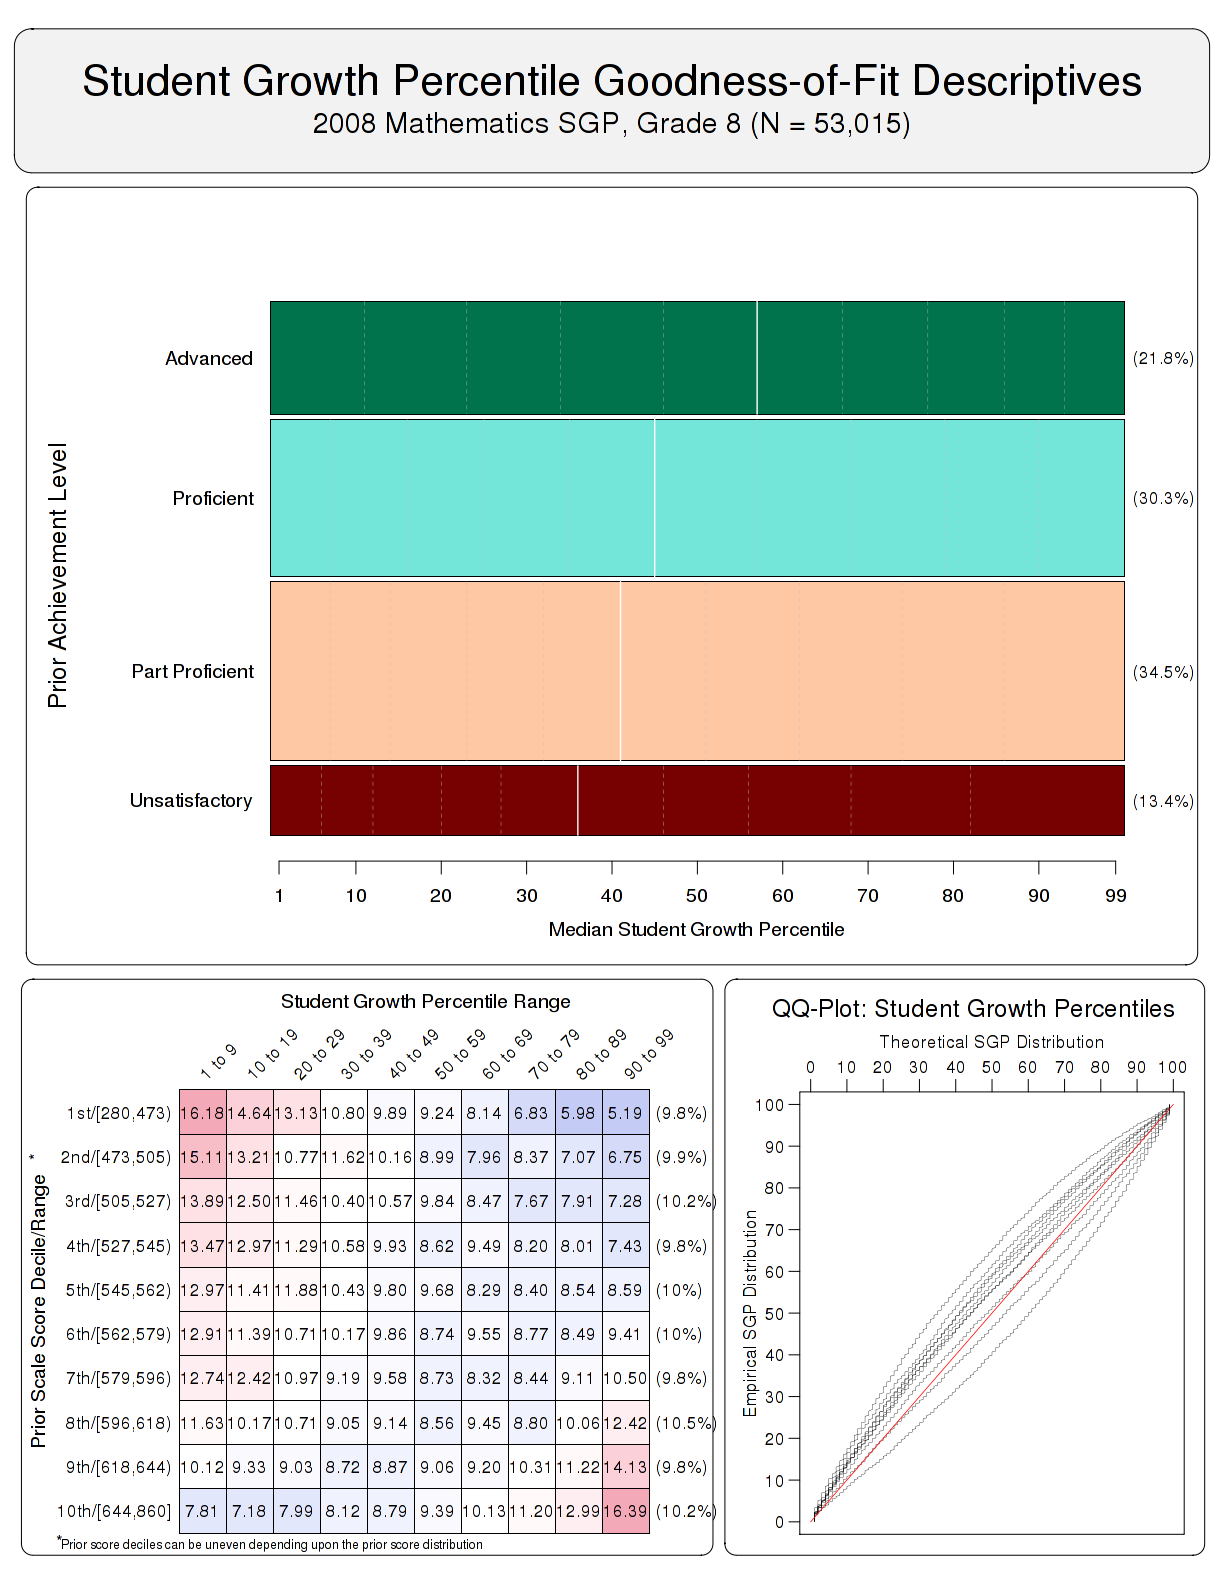 Student Growth Percentile Goodness-of-Fit Descriptives
2008 Mathematics SGP, Grade 8 (N = 53,015)
Prior Achievement Level
Advanced (21.8%)
Proficient (30.3%)
Part Proficient (34.5%)
Unsatisfactory (13.4%)
1 10 20 30 40 50 60 70 80 90 99
Median Student Growth Percentile
Student Growth Percentile Range
1 to 9 10 to 19 20 to 29 30 to 39 40 to 49 50 to 59 60 to 69 70 to 79 80 to 89 90 to 99
Prior Scale Score Decile/Range *
1st/[280,473) 16.18 14.64 13.13 10.80 9.89 9.24 8.14 6.83 5.98 5.19 (9.8%)
2nd/[473,505) 15.11 13.21 10.77 11.62 10.16 8.99 7.96 8.37 7.07 6.75 (9.9%)
3rd/[505,527) 13.89 12.50 11.46 10.40 10.57 9.84 8.47 7.67 7.91 7.28 (10.2%)
4th/[527,545) 13.47 12.97 11.29 10.58 9.93 8.62 9.49 8.20 8.01 7.43 (9.8%)
5th/[545,562) 12.97 11.41 11.88 10.43 9.80 9.68 8.29 8.40 8.54 8.59 (10%)
6th/[562,579) 12.91 11.39 10.71 10.17 9.86 8.74 9.55 8.77 8.49 9.41 (10%)
7th/[579,596) 12.74 12.42 10.97 9.19 9.58 8.73 8.32 8.44 9.11 10.50 (9.8%)
8th/[596,618) 11.63 10.17 10.71 9.05 9.14 8.56 9.45 8.80 10.06 12.42 (10.5%)
9th/[618,644) 10.12 9.33 9.03 8.72 8.87 9.06 9.20 10.31 11.22 14.13 (9.8%)
10th/[644,860] 7.81 7.18 7.99 8.12 8.79 9.39 10.13 11.20 12.99 16.39 (10.2%)
*Prior score deciles can be uneven depending upon the prior score distribution
QQ-Plot: Student Growth Percentiles
Theoretical SGP Distribution
0 10 20 30 40 50 60 70 80 90 100
Empirical SGP Distribution
100
90
80
70
60
50
40
30
20
10
0